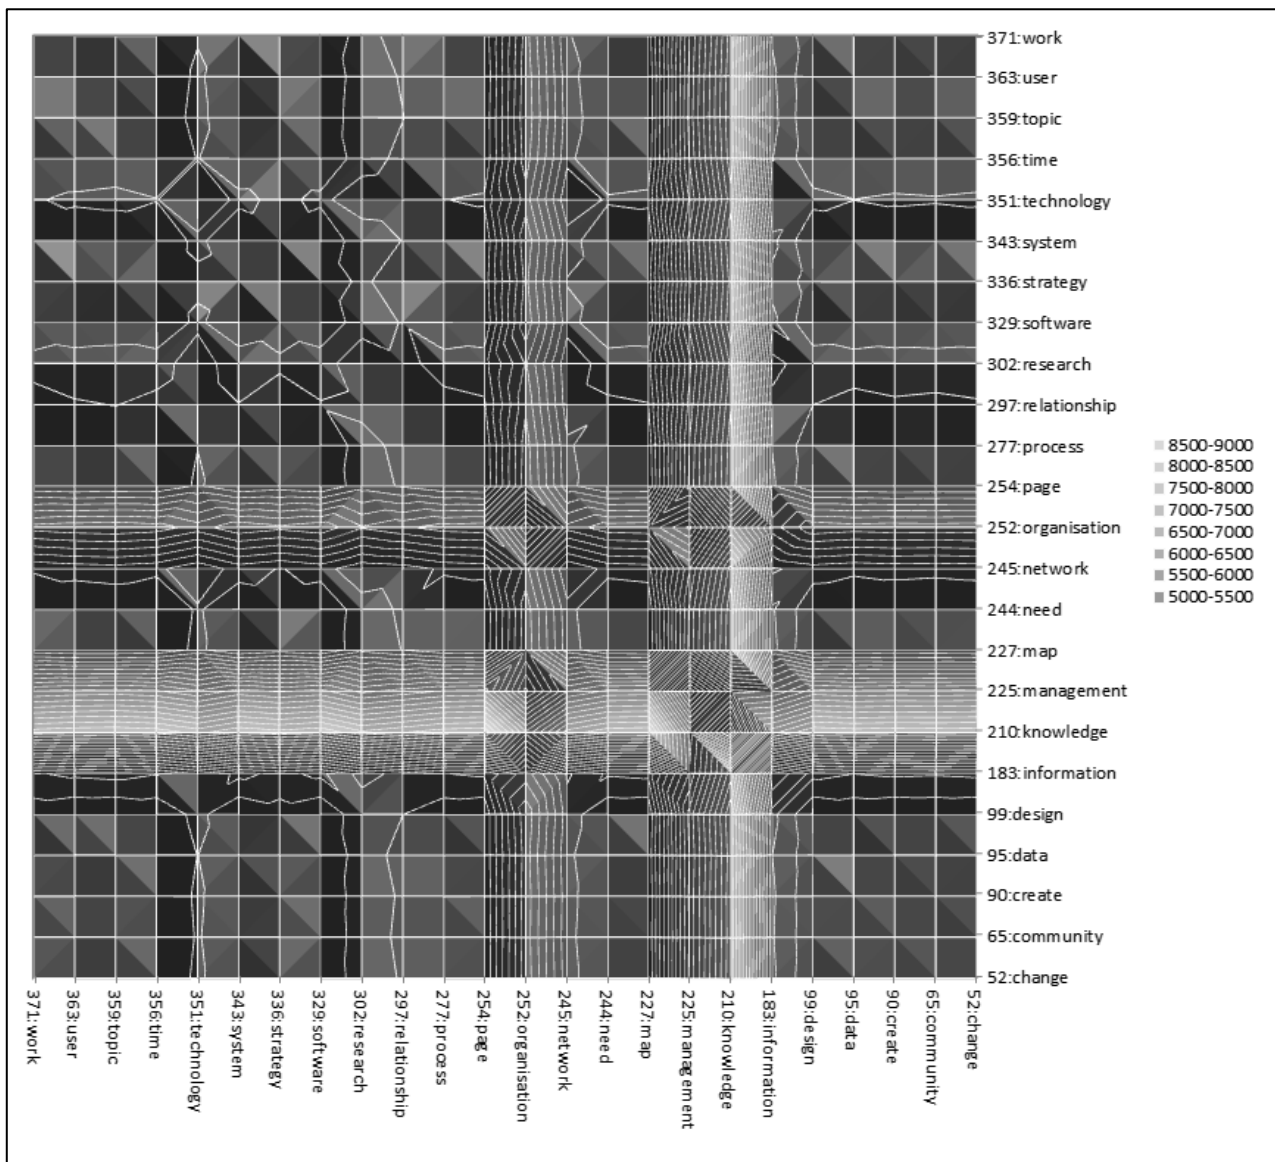 371:work
363:user
359:topic
356:time
351:technology
343:system
336:strategy
329:software
302:research
297:relationship
277:process
254:page
252:organisation
245:network
244:need
227:map
225:management
210:knowledge
183:information
99:design
95:data
90:create
65:community
52:change
8500-9000
8000-8500
7500-8000
7000-7500
6500-7000
6000-6500
5500-6000
5000-5500
371:work
363:user
359:topic
356:time
351:technology
343:system
336:strategy
329:software
302:research
297:relationship
277:process
254:page
252:organisation
245:network
244:need
227:map
225:management
210:knowledge
183:information
99:design
95:data
90:create
65:community
52:change